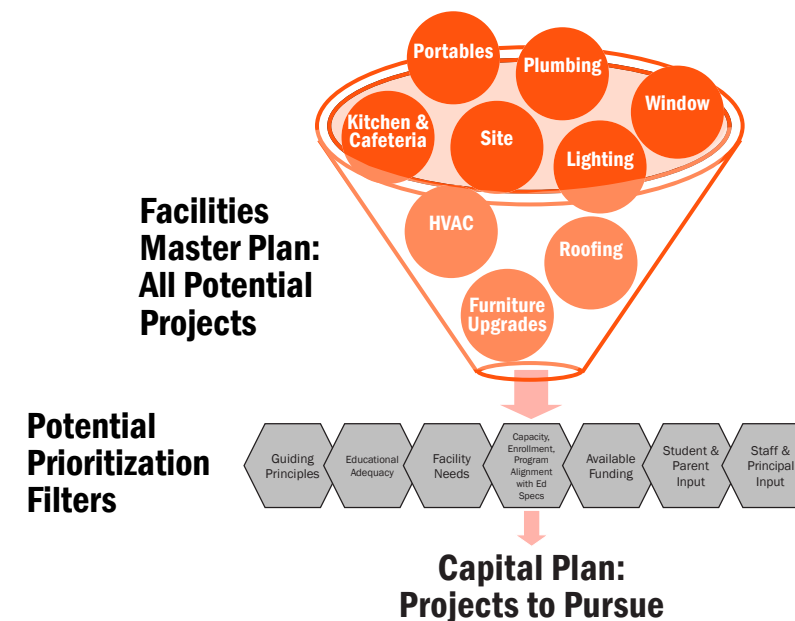 Portables
Plumbing
Window
Kitchen &
Cafeteria
Site
Lighting
HVAC
Roofing
Furniture
Upgrades
Facilities
Master Plan:
All Potential
Projects
Potential
Prioritization
Filters
Guiding
Principles
Educational
Adequacy
Facility
Needs
Capacity,
Enrollment,
Program
Alignment
with Ed
Specs
Available
Funding
Student &
Parent
Input
Staff &
Principal
Input
Capital Plan:
Projects to Pursue